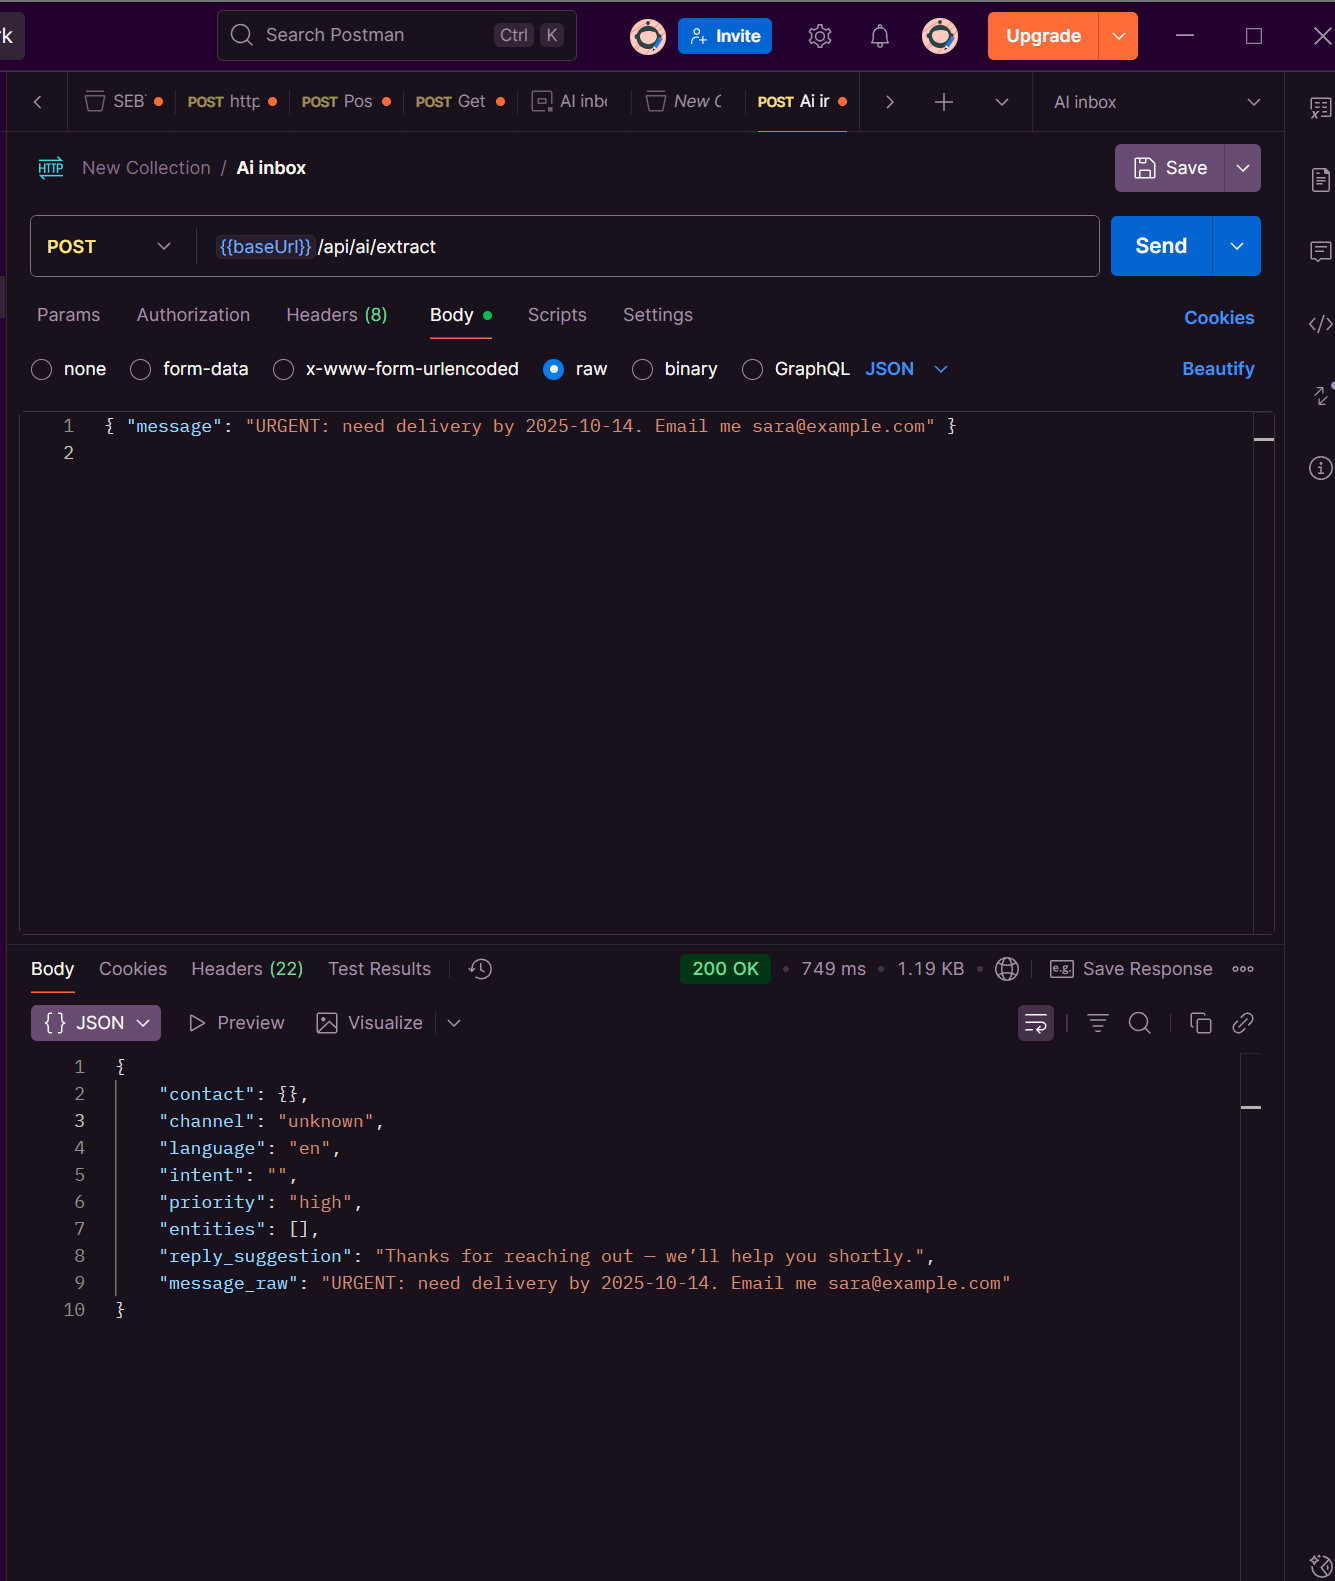 k
Search Postman Ctrl K
Invite
Upgrade
SEB
POST http
POST Pos
POST Get
AI inbo
New C
POST Ai ir
AI inbox
HTTP New Collection / Ai inbox
Save
POST {{baseUrl}}/api/ai/extract
Send
Params Authorization Headers (8) Body Scripts Settings Cookies
none form-data x-www-form-urlencoded raw binary GraphQL JSON Beautify
1 { "message": "URGENT: need delivery by 2025-10-14. Email me sara@example.com" }
2
Body Cookies Headers (22) Test Results 200 OK • 749 ms • 1.19 KB • e.g. Save Response
{} JSON Preview Visualize
1 {
2 "contact": {},
3 "channel": "unknown",
4 "language": "en",
5 "intent": "",
6 "priority": "high",
7 "entities": [],
8 "reply_suggestion": "Thanks for reaching out — we’ll help you shortly.",
9 "message_raw": "URGENT: need delivery by 2025-10-14. Email me sara@example.com"
10 }